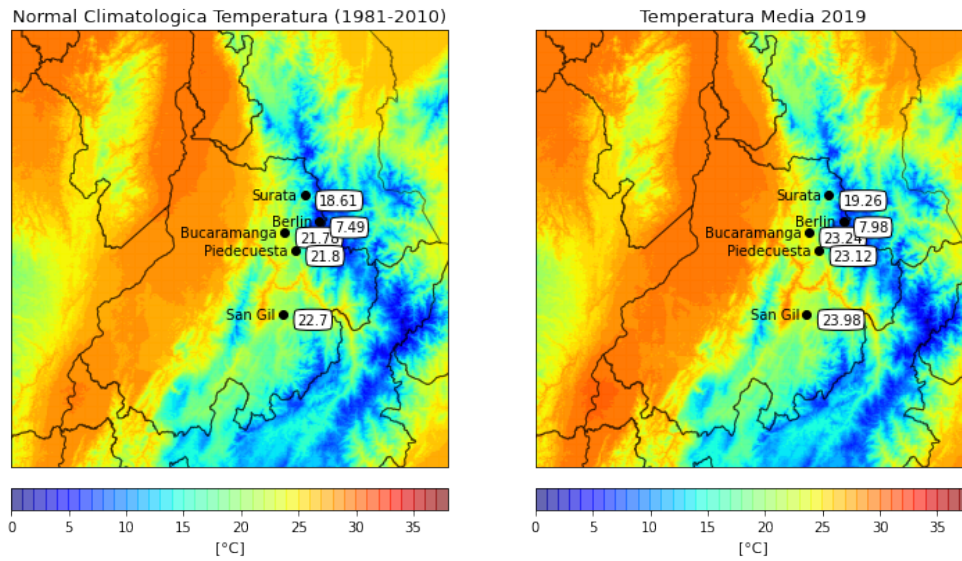 Normal Climatologica Temperatura (1981-2010)
Surata
18.61
Berlin
7.49
Bucaramanga
21.78
Piedecuesta
21.8
San Gil
22.7
0 5 10 15 20 25 30 35
[°C]
Temperatura Media 2019
Surata
19.26
Berlin
7.98
Bucaramanga
23.24
Piedecuesta
23.12
San Gil
23.98
0 5 10 15 20 25 30 35
[°C]